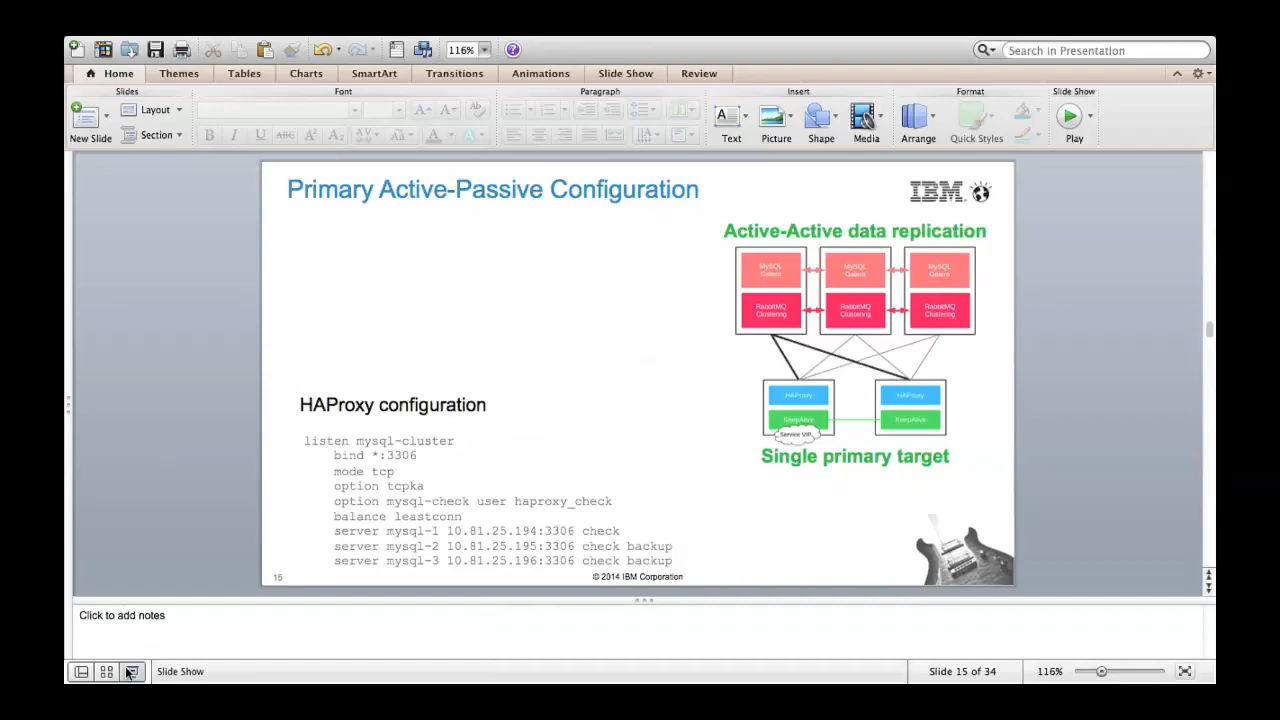 116%
Search in Presentation
Home
Themes
Tables
Charts
SmartArt
Transitions
Animations
Slide Show
Review
Slides
Font
Paragraph
Insert
Format
Slide Show
New Slide
Layout
Section
B I U ABC A² A₂
Text
Picture
Shape
Media
Arrange
Quick Styles
Play
Primary Active-Passive Configuration
IBM
Active-Active data replication
MySQL
Galera
MySQL
Galera
MySQL
Galera
RabbitMQ
Clustering
RabbitMQ
Clustering
RabbitMQ
Clustering
HAProxy
HAProxy
KeepAlive
KeepAlive
Service VIP
Single primary target
HAProxy configuration
listen mysql-cluster
bind *:3306
mode tcp
option tcpka
option mysql-check user haproxy_check
balance leastconn
server mysql-1 10.81.25.194:3306 check
server mysql-2 10.81.25.195:3306 check backup
server mysql-3 10.81.25.196:3306 check backup
15
© 2014 IBM Corporation
Click to add notes
Slide Show
Slide 15 of 34
116%